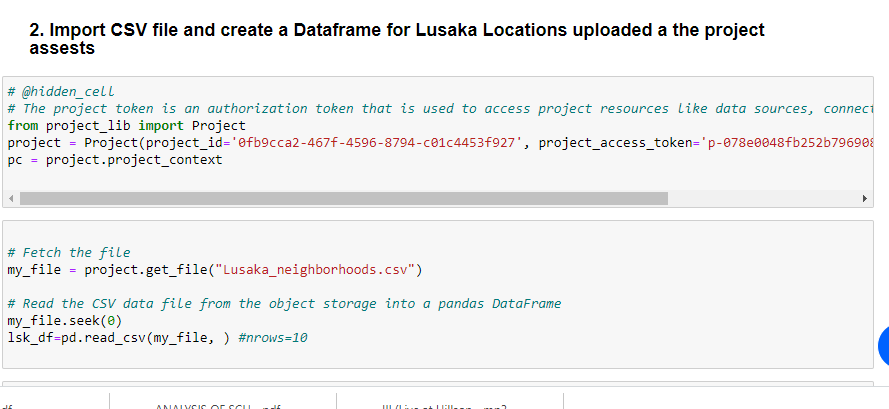 2. Import CSV file and create a Dataframe for Lusaka Locations uploaded a the project
assests
# @hidden_cell
# The project token is an authorization token that is used to access project resources like data sources, connect
from project_lib import Project
project = Project(project_id='0fb9cca2-467f-4596-8794-c01c4453f927', project_access_token='p-078e0048fb252b796908
pc = project.project_context
# Fetch the file
my_file = project.get_file("Lusaka_neighborhoods.csv")
# Read the CSV data file from the object storage into a pandas DataFrame
my_file.seek(0)
lsk_df=pd.read_csv(my_file, ) #nrows=10